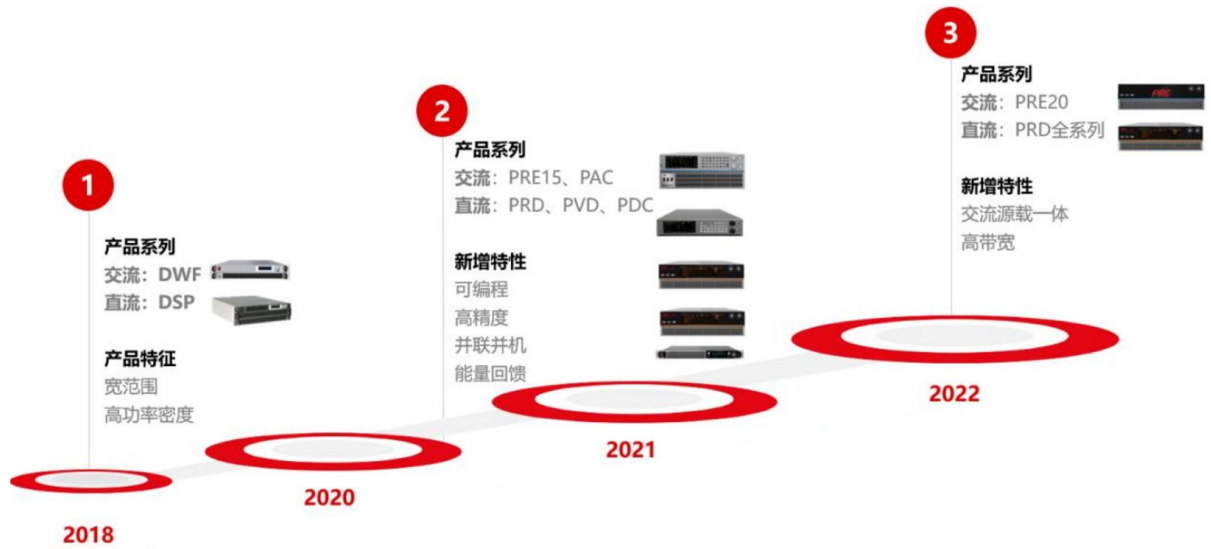 1
产品系列
交流：DWF
直流：DSP
产品特征
宽范围
高功率密度
2018
2020
2
产品系列
交流：PRE15、PAC
直流：PRD、PVD、PDC
新增特性
可编程
高精度
并联并机
能量回馈
2021
3
产品系列
交流：PRE20
直流：PRD全系列
PRE
新增特性
交流源载一体
高带宽
2022